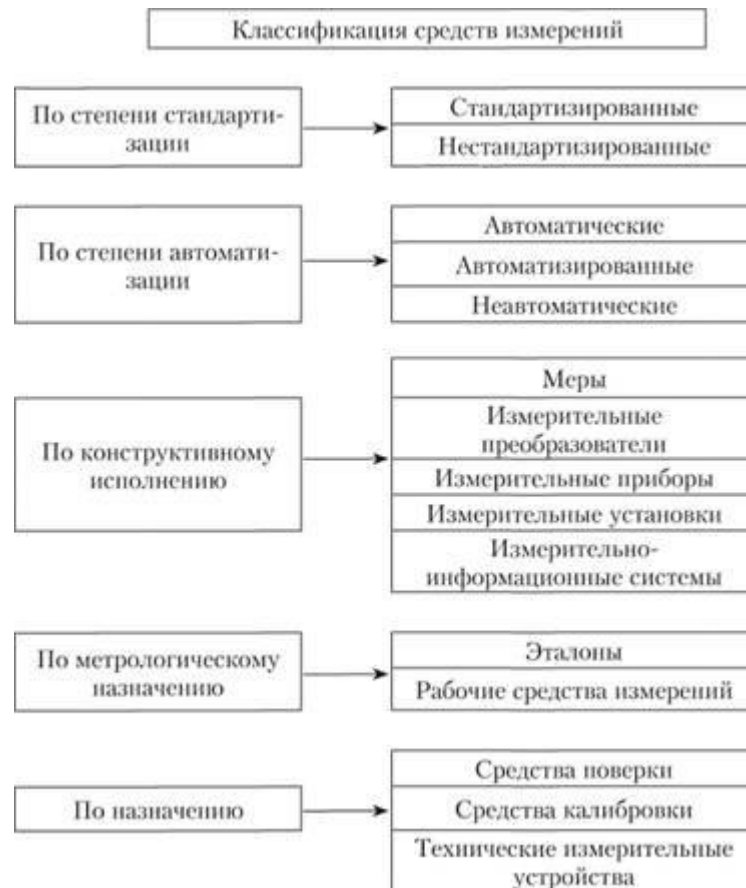 Классификация средств измерений
По степени стандарти-
зации
Стандартизированные
Нестандартизированные
По степени автомати-
зации
Автоматические
Автоматизированные
Неавтоматические
По конструктивному
исполнению
Меры
Измерительные
преобразователи
Измерительные приборы
Измерительные установки
Измерительно-
информационные системы
По метрологическому
назначению
Эталоны
Рабочие средства измерений
По назначению
Средства поверки
Средства калибровки
Технические измерительные
устройства